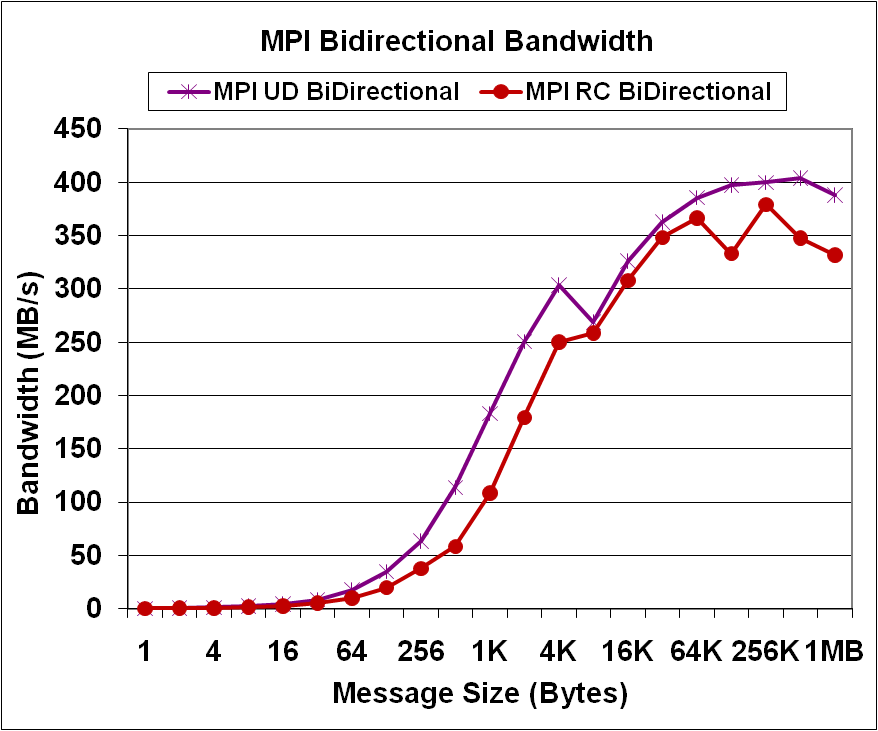 MPI Bidirectional Bandwidth
MPI UD BiDirectional MPI RC BiDirectional
450
400
350
300
250
200
150
100
50
0
Bandwidth (MB/s)
1 4 16 64 256 1K 4K 16K 64K 256K 1MB
Message Size (Bytes)